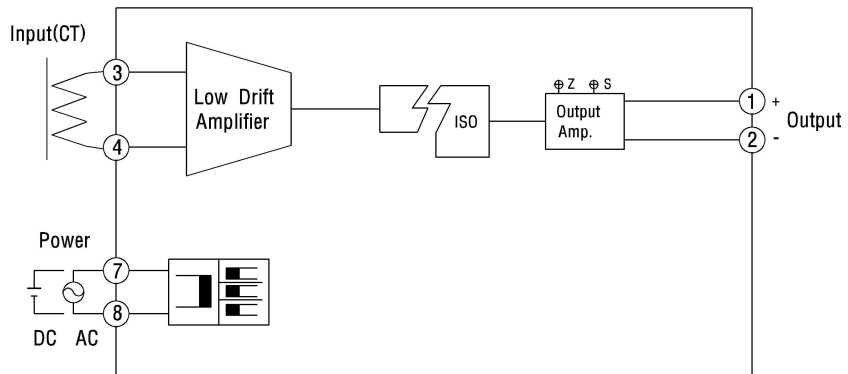 Input(CT)
3
4
Low Drift
Amplifier
ISO
Z S
Output
Amp.
1 +
2 -
Output
Power
7
8
DC AC